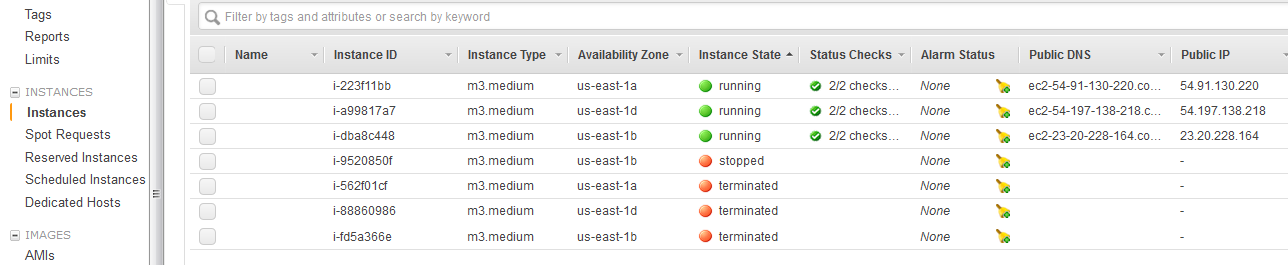 Tags
Reports
Limits
INSTANCES
Instances
Spot Requests
Reserved Instances
Scheduled Instances
Dedicated Hosts
IMAGES
AMIs
Filter by tags and attributes or search by keyword
Name Instance ID Instance Type Availability Zone Instance State Status Checks Alarm Status Public DNS Public IP
i-223f11bb m3.medium us-east-1a running 2/2 checks... None ec2-54-91-130-220.co... 54.91.130.220
i-a99817a7 m3.medium us-east-1d running 2/2 checks... None ec2-54-197-138-218.c... 54.197.138.218
i-dba8c448 m3.medium us-east-1b running 2/2 checks... None ec2-23-20-228-164.co... 23.20.228.164
i-9520850f m3.medium us-east-1b stopped None -
i-562f01cf m3.medium us-east-1a terminated None -
i-88860986 m3.medium us-east-1d terminated None -
i-fd5a366e m3.medium us-east-1b terminated None -